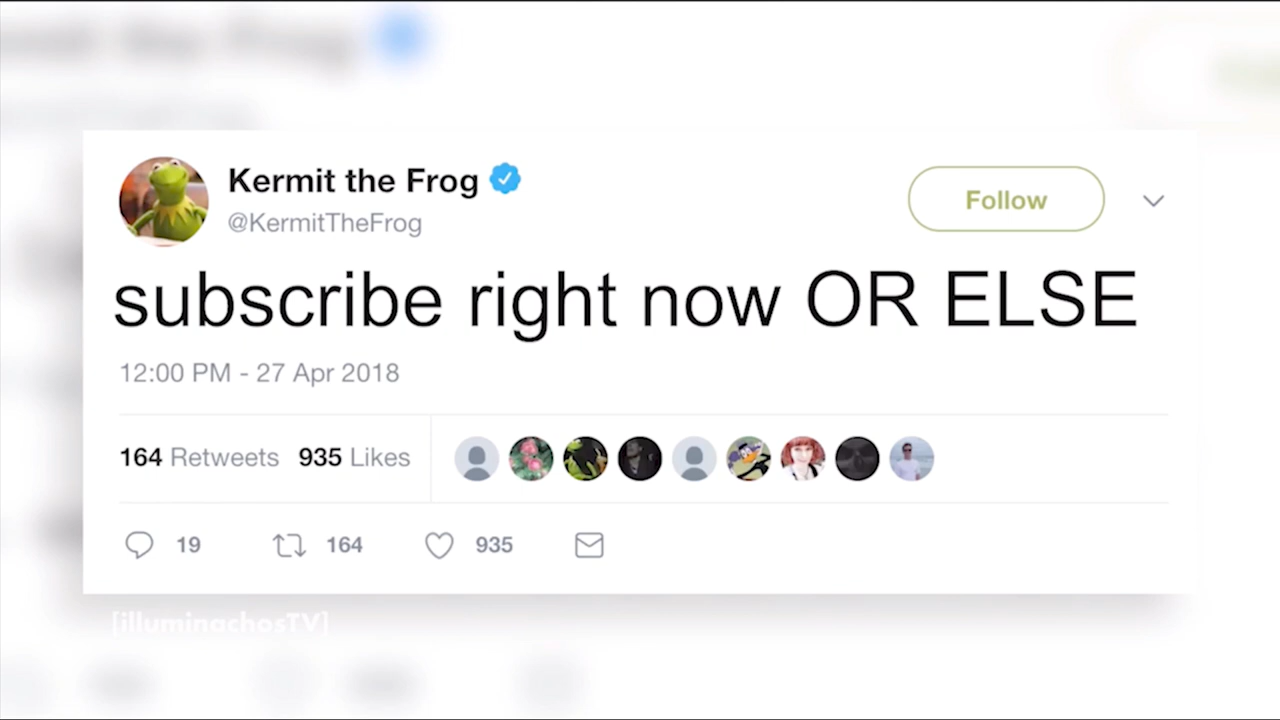 Kermit the Frog
@KermitTheFrog
Follow
subscribe right now OR ELSE
12:00 PM - 27 Apr 2018
164 Retweets 935 Likes
19 164 935
[illuminachosTV]